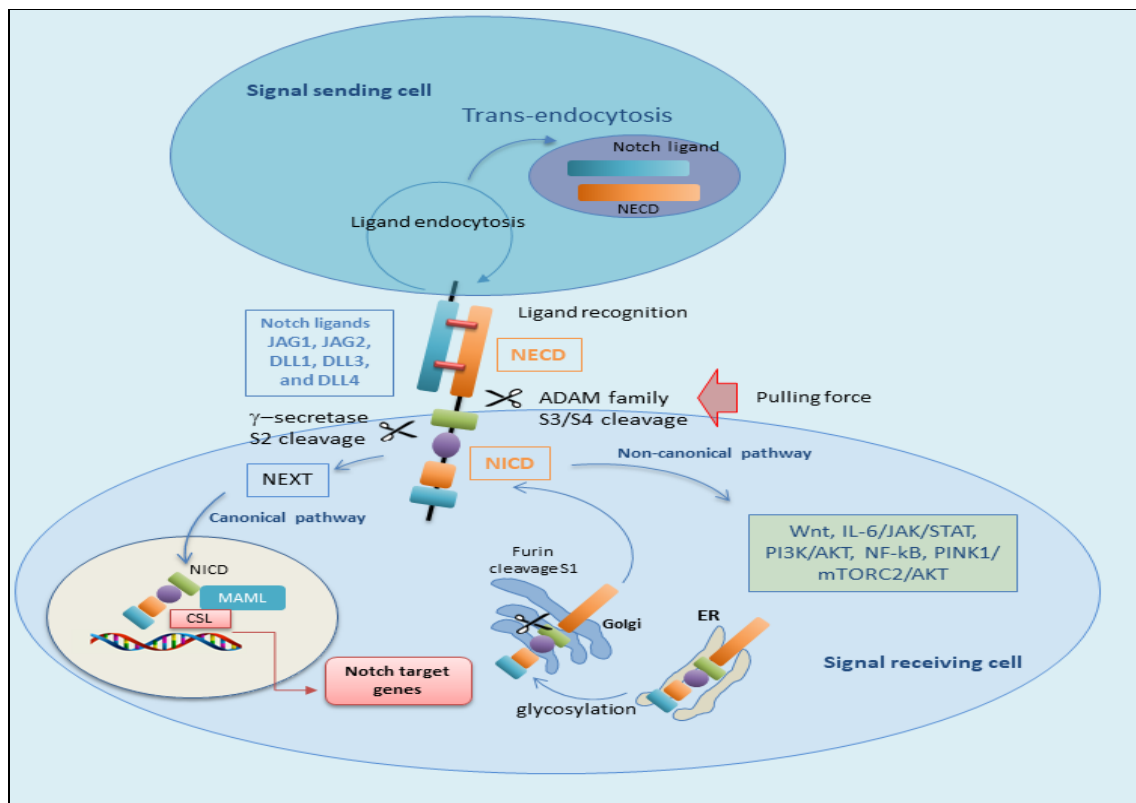 Signal sending cell
Trans-endocytosis
Notch ligand
NECD
Ligand endocytosis
Notch ligands
JAG1, JAG2,
DLL1, DLL3,
and DLL4
Ligand recognition
NECD
ADAM family
S3/S4 cleavage
Pulling force
γ–secretase
S2 cleavage
NEXT
NICD
Non-canonical pathway
Canonical pathway
Wnt, IL-6/JAK/STAT,
PI3K/AKT, NF-kB, PINK1/
mTORC2/AKT
NICD
MAML
CSL
Furin
cleavage S1
Golgi
ER
Signal receiving cell
Notch target
genes
glycosylation